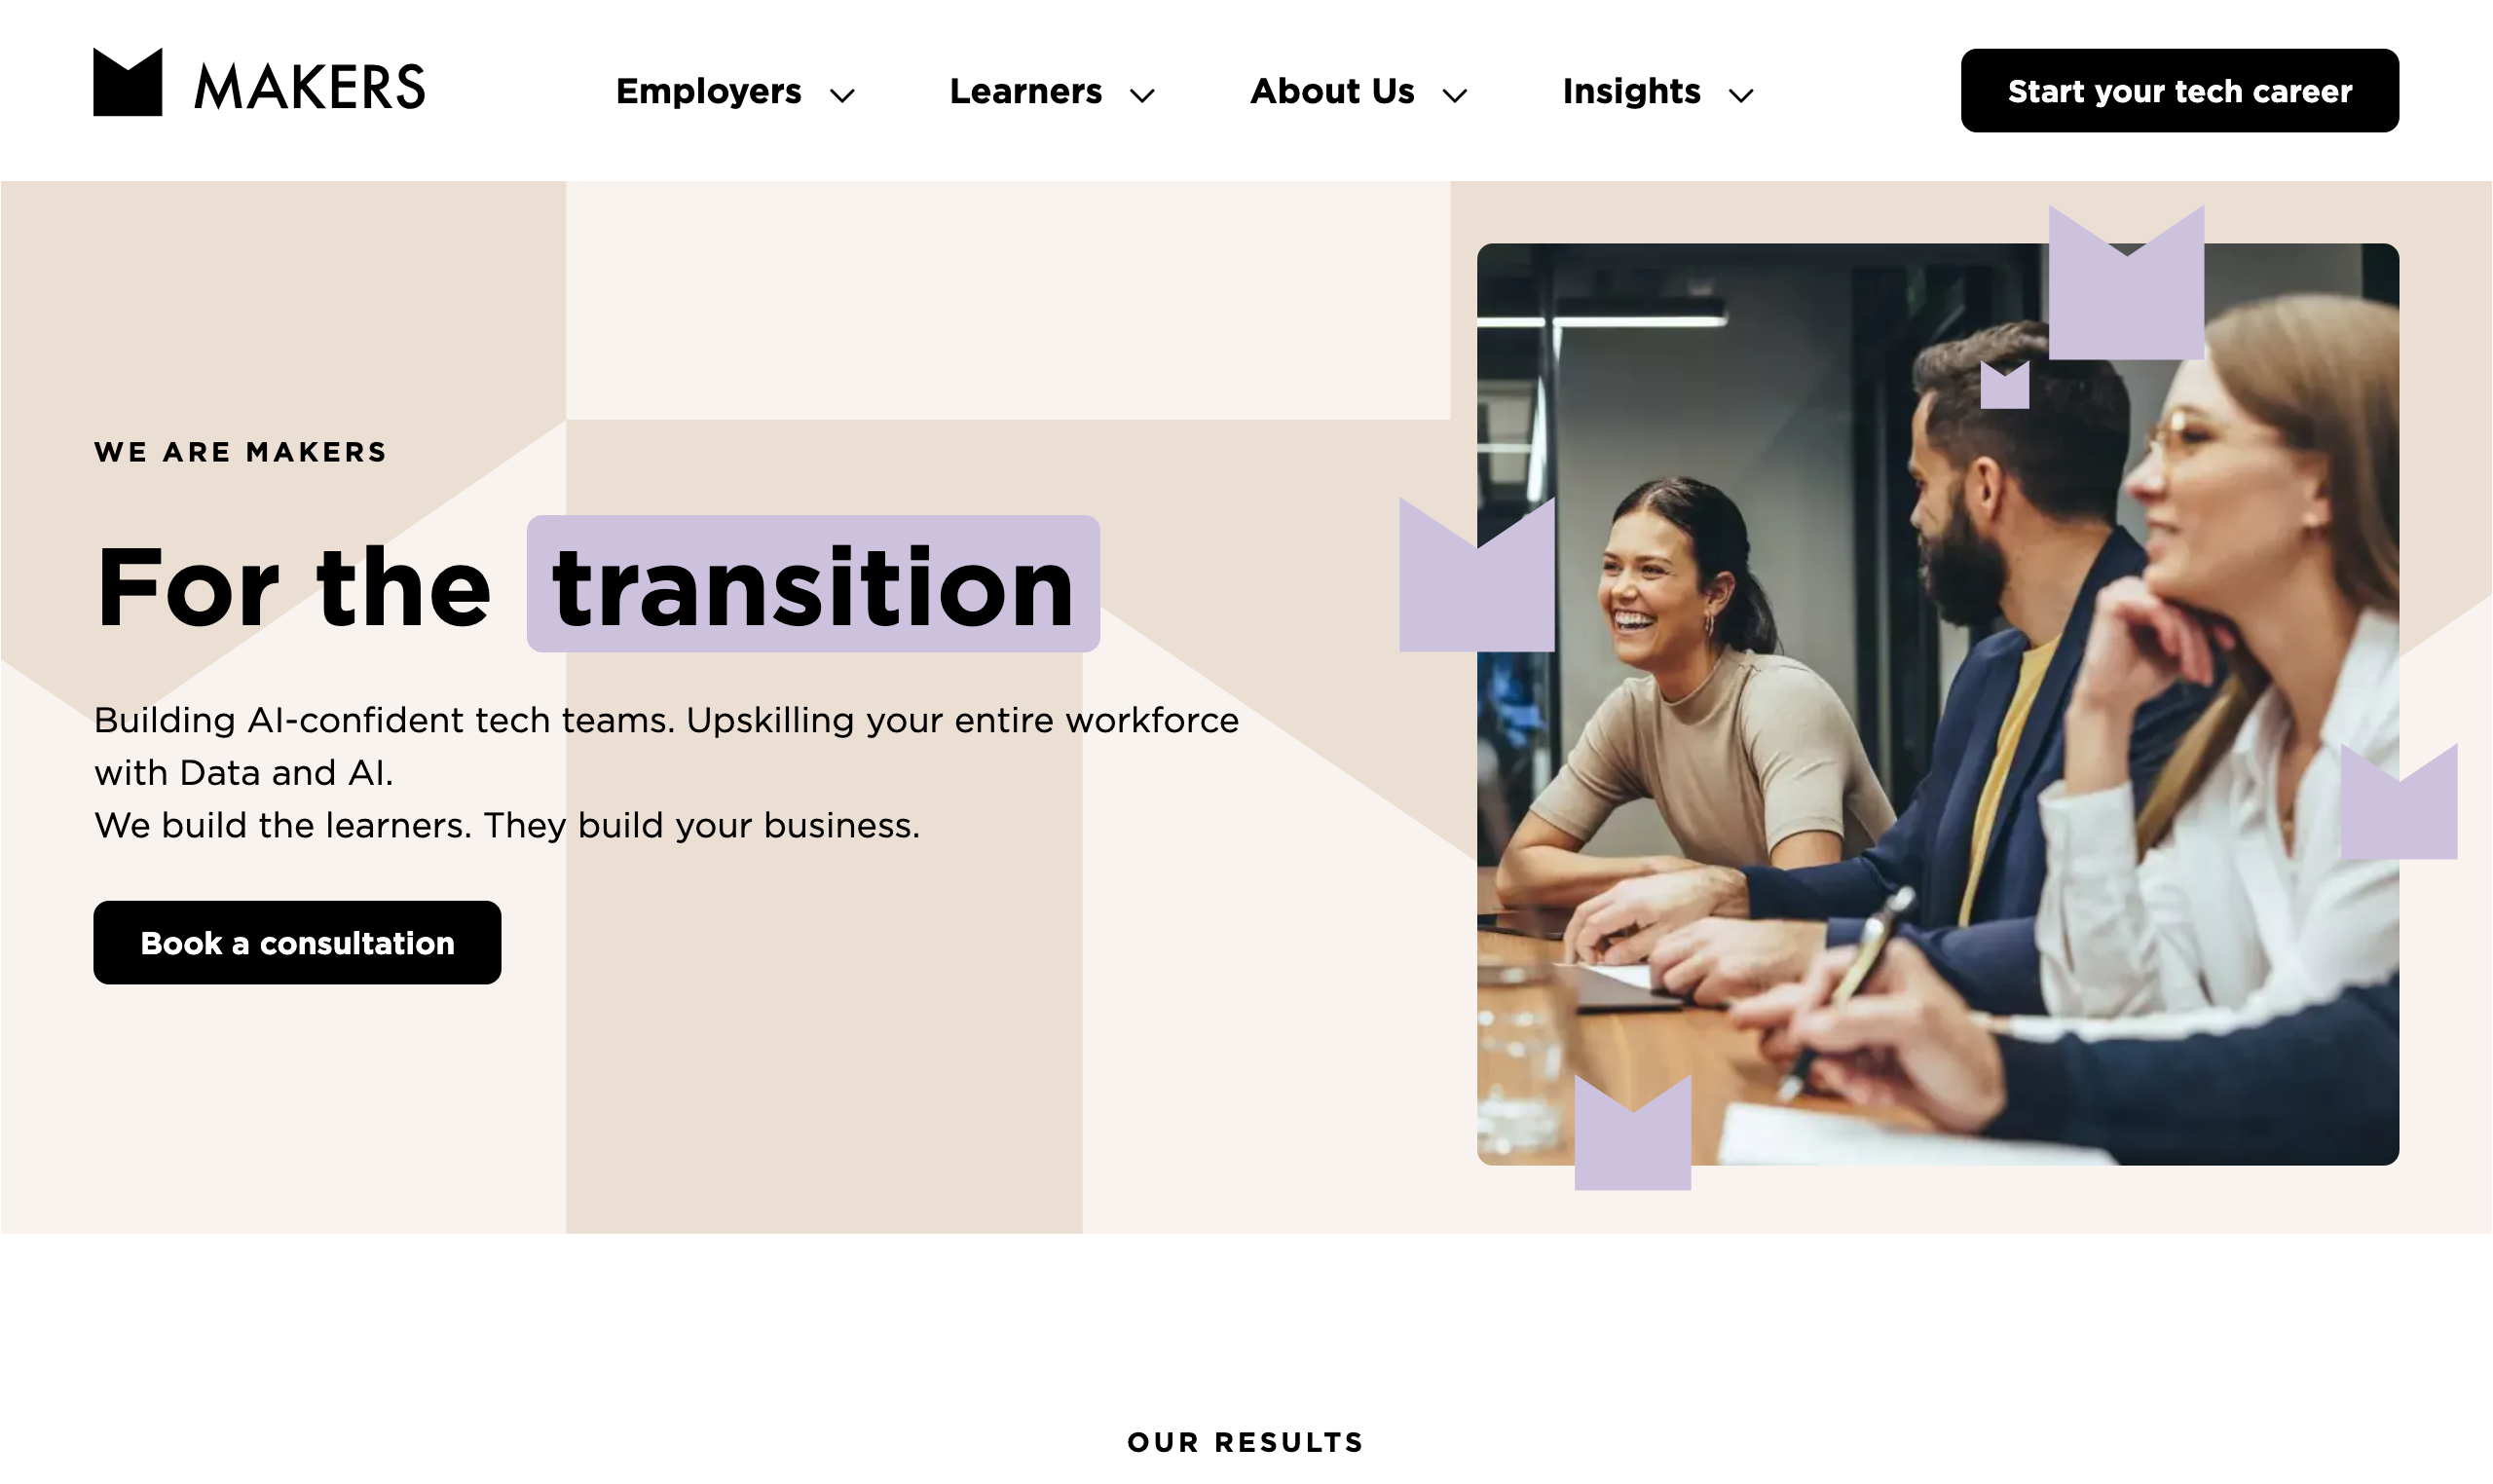 MAKERS
Employers
Learners
About Us
Insights
Start your tech career
WE ARE MAKERS
For the transition
Building AI-confident tech teams. Upskilling your entire workforce
with Data and AI.
We build the learners. They build your business.
Book a consultation
OUR RESULTS